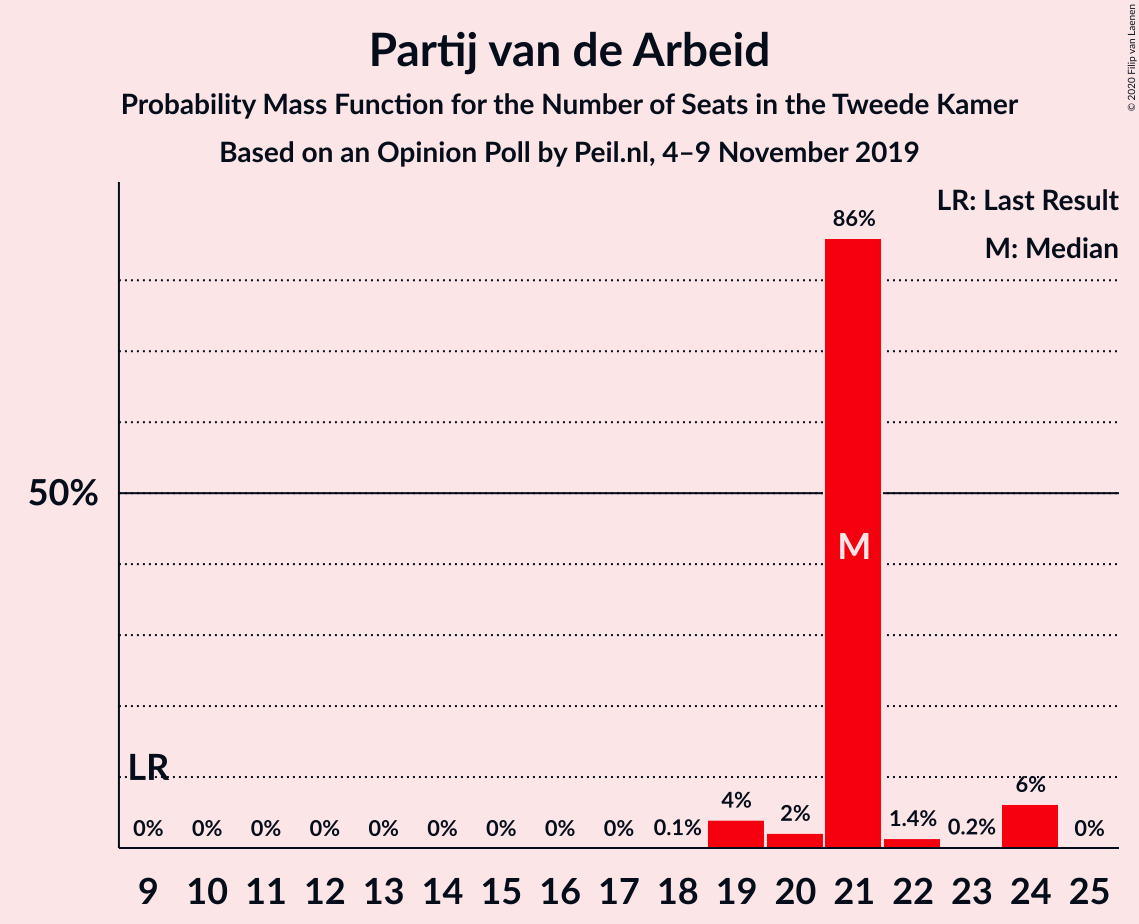 Partij van de Arbeid
Probability Mass Function for the Number of Seats in the Tweede Kamer
Based on an Opinion Poll by Peil.nl, 4–9 November 2019
© 2020 Filip van Laenen
LR: Last Result
M: Median
86%
50%
M
LR
0% 0% 0% 0% 0% 0% 0% 0% 0% 0.1% 4% 2% 1.4% 0.2% 6% 0%
9 10 11 12 13 14 15 16 17 18 19 20 21 22 23 24 25